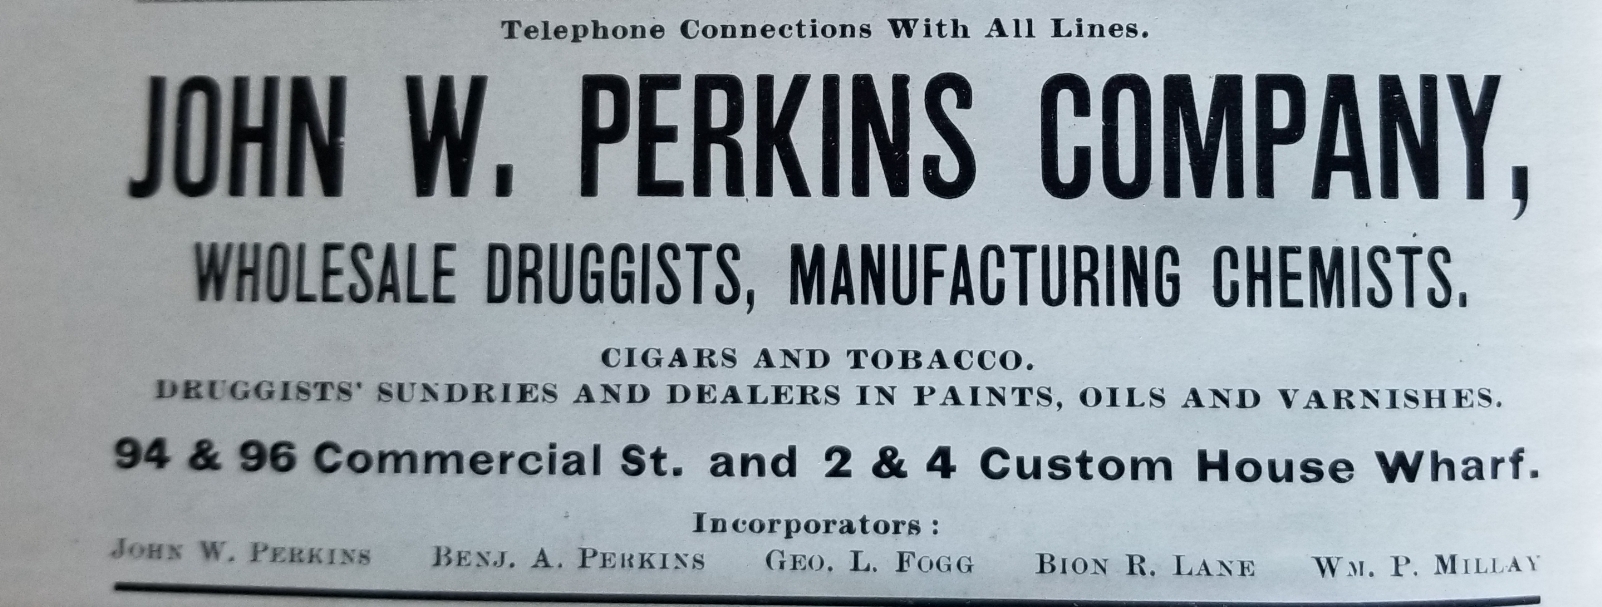 Telephone Connections With All Lines.
JOHN W. PERKINS COMPANY,
WHOLESALE DRUGGISTS, MANUFACTURING CHEMISTS.
CIGARS AND TOBACCO.
DRUGGISTS' SUNDRIES AND DEALERS IN PAINTS, OILS AND VARNISHES.
94 & 96 Commercial St. and 2 & 4 Custom House Wharf.
Incorporators:
JOHN W. PERKINS BENJ. A. PERKINS GEO. L. FOGG BION R. LANE WM. P. MILLAY